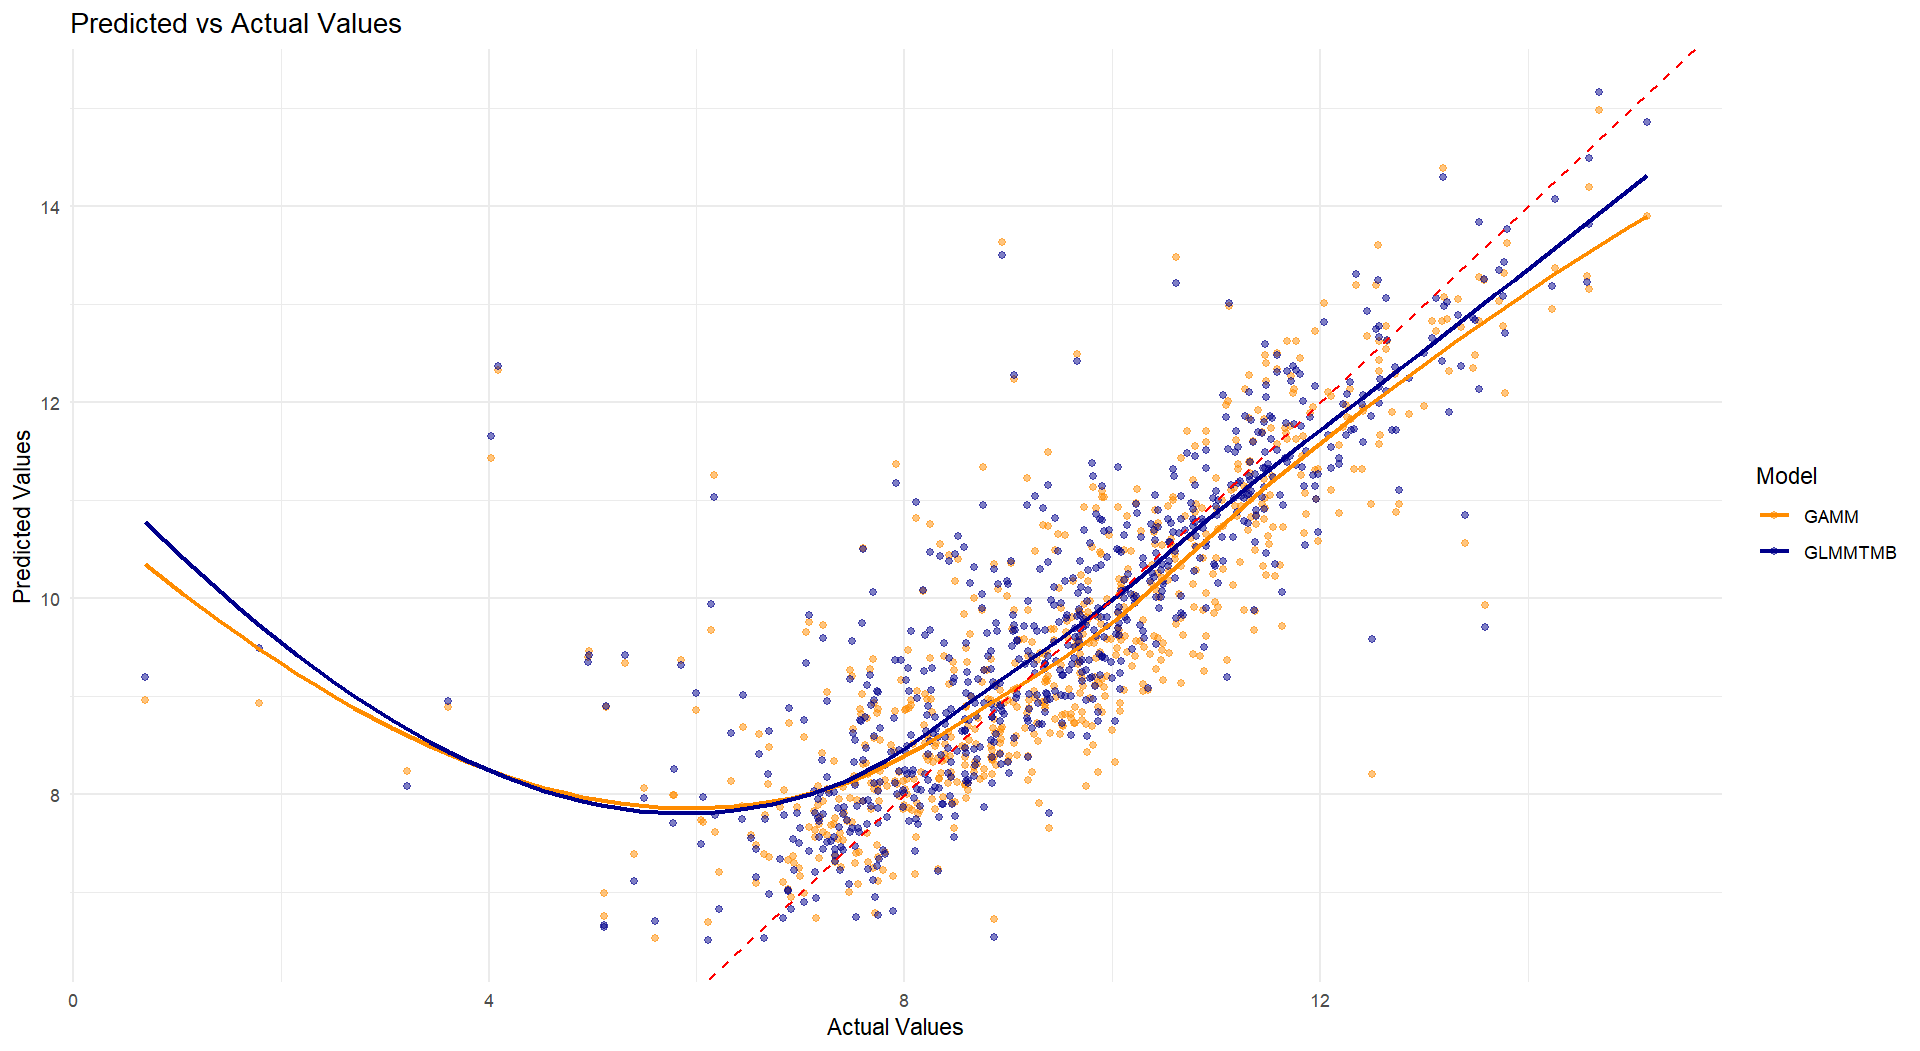 Predicted vs Actual Values
Predicted Values
14
12
10
8
0
4
8
12
Actual Values
Model
GAMM
GLMMTMB